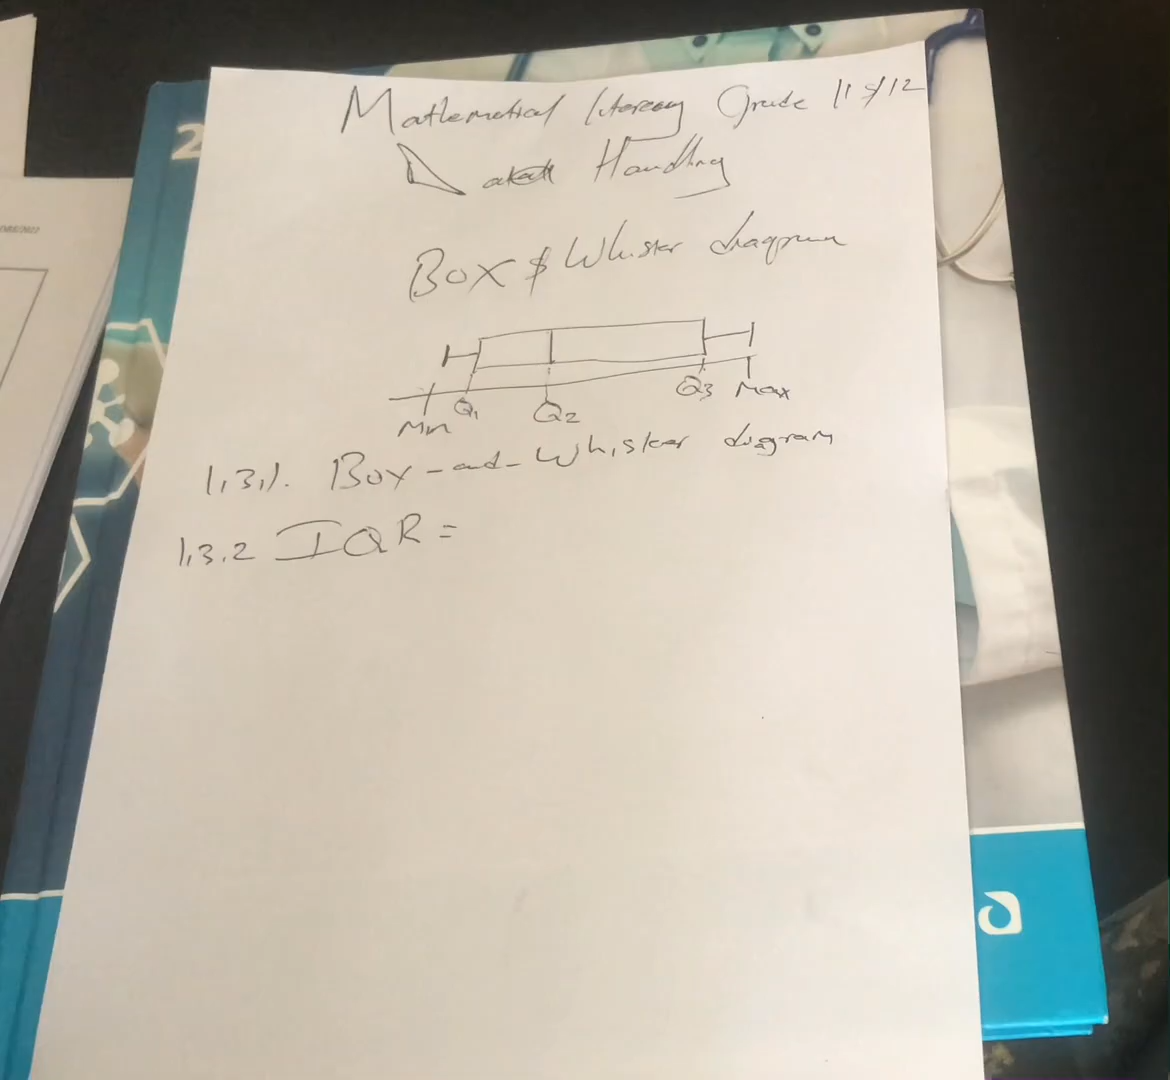 Mathematical literacy Grade 11 & 12
Data Handling
Box & Whisker diagram
Min Q1 Q2 Q3 Max
1.3.1. Box-and-Whisker diagram
1.3.2 IQR =
2